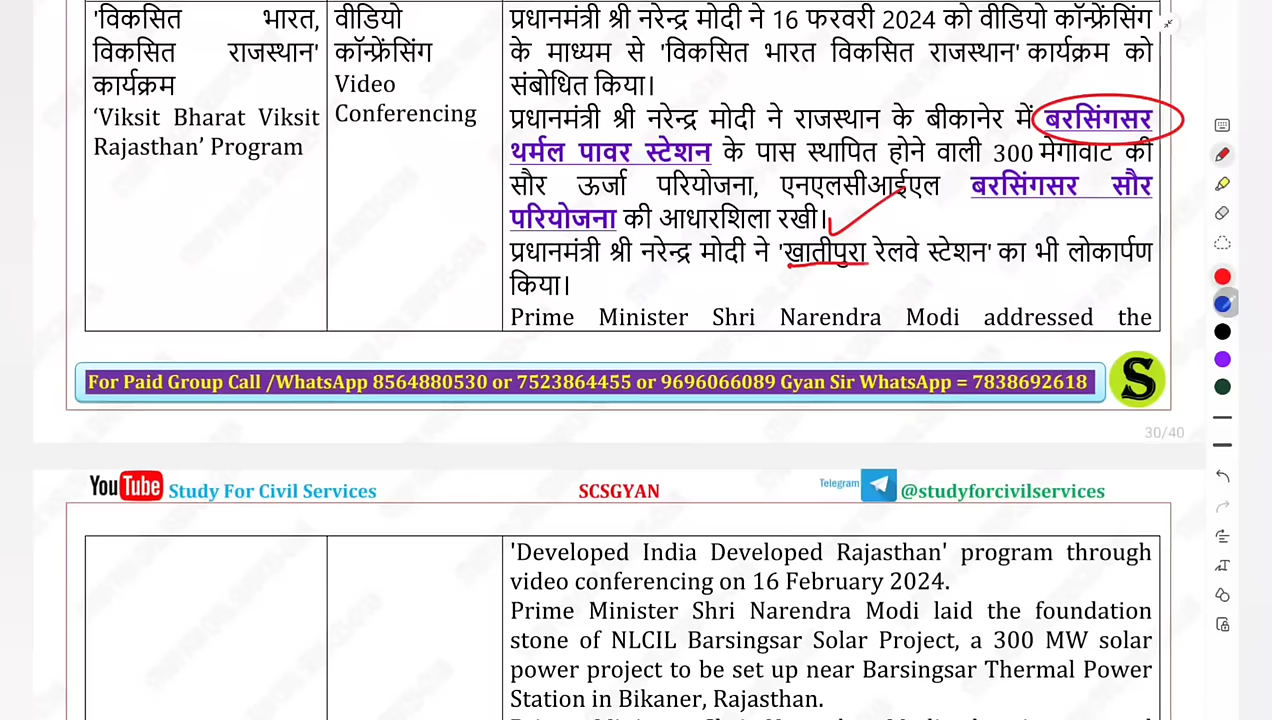 'विकसित भारत,
विकसित राजस्थान'
कार्यक्रम
‘Viksit Bharat Viksit
Rajasthan’ Program
वीडियो
कॉन्फ्रेंसिंग
Video
Conferencing
प्रधानमंत्री श्री नरेन्द्र मोदी ने 16 फरवरी 2024 को वीडियो कॉन्फ्रेंसिंग
के माध्यम से 'विकसित भारत विकसित राजस्थान' कार्यक्रम को
संबोधित किया।
प्रधानमंत्री श्री नरेन्द्र मोदी ने राजस्थान के बीकानेर में बरसिंगसर
थर्मल पावर स्टेशन के पास स्थापित होने वाली 300 मेगावाट की
सौर ऊर्जा परियोजना, एनएलसीआईएल बरसिंगसर सौर
परियोजना की आधारशिला रखी।
प्रधानमंत्री श्री नरेन्द्र मोदी ने 'खातीपुरा रेलवे स्टेशन' का भी लोकार्पण
किया।
Prime Minister Shri Narendra Modi addressed the
For Paid Group Call /WhatsApp 8564880530 or 7523864455 or 9696066089 Gyan Sir WhatsApp = 7838692618
S
30/40
YouTube Study For Civil Services
SCSGYAN
Telegram @studyforcivilservices
'Developed India Developed Rajasthan' program through
video conferencing on 16 February 2024.
Prime Minister Shri Narendra Modi laid the foundation
stone of NLCIL Barsingsar Solar Project, a 300 MW solar
power project to be set up near Barsingsar Thermal Power
Station in Bikaner, Rajasthan.